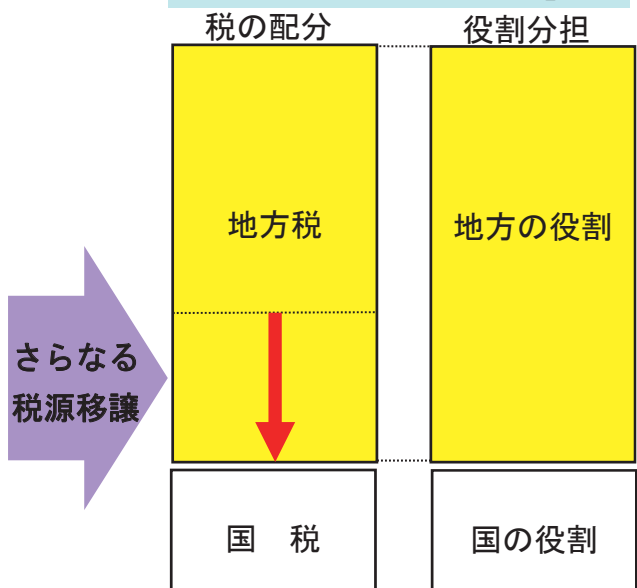 税の配分
役割分担
地方税
地方の役割
さらなる
税源移譲
国　税
国の役割